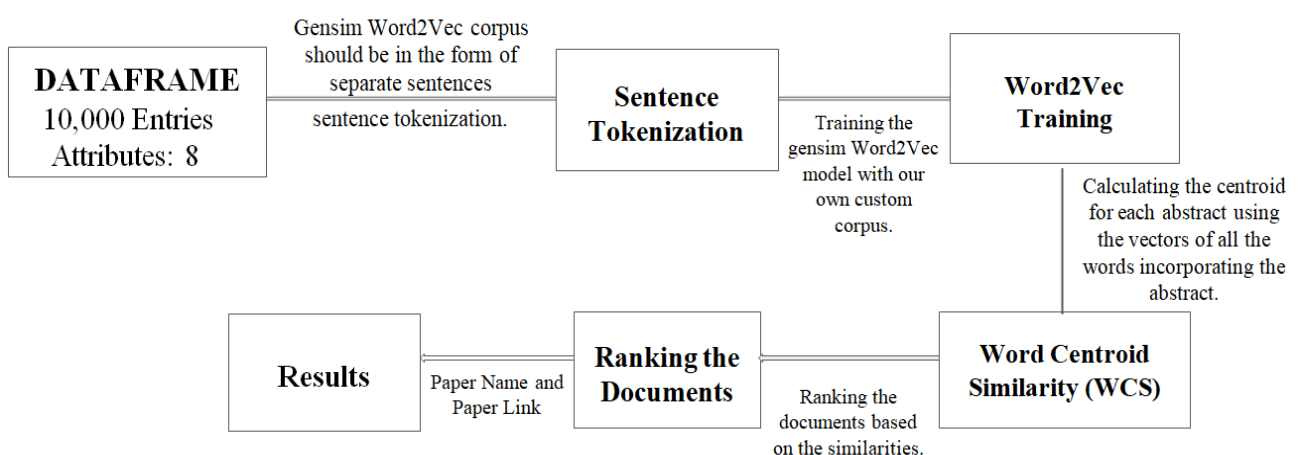 DATAFRAME
10,000 Entries
Attributes: 8
Gensim Word2Vec corpus
should be in the form of
separate sentences
sentence tokenization.
Sentence
Tokenization
Training the
gensim Word2Vec
model with our
own custom
corpus.
Word2Vec
Training
Calculating the centroid
for each abstract using
the vectors of all the
words incorporating the
abstract.
Word Centroid
Similarity (WCS)
Ranking the
documents based
on the similarities.
Ranking the
Documents
Paper Name and
Paper Link
Results